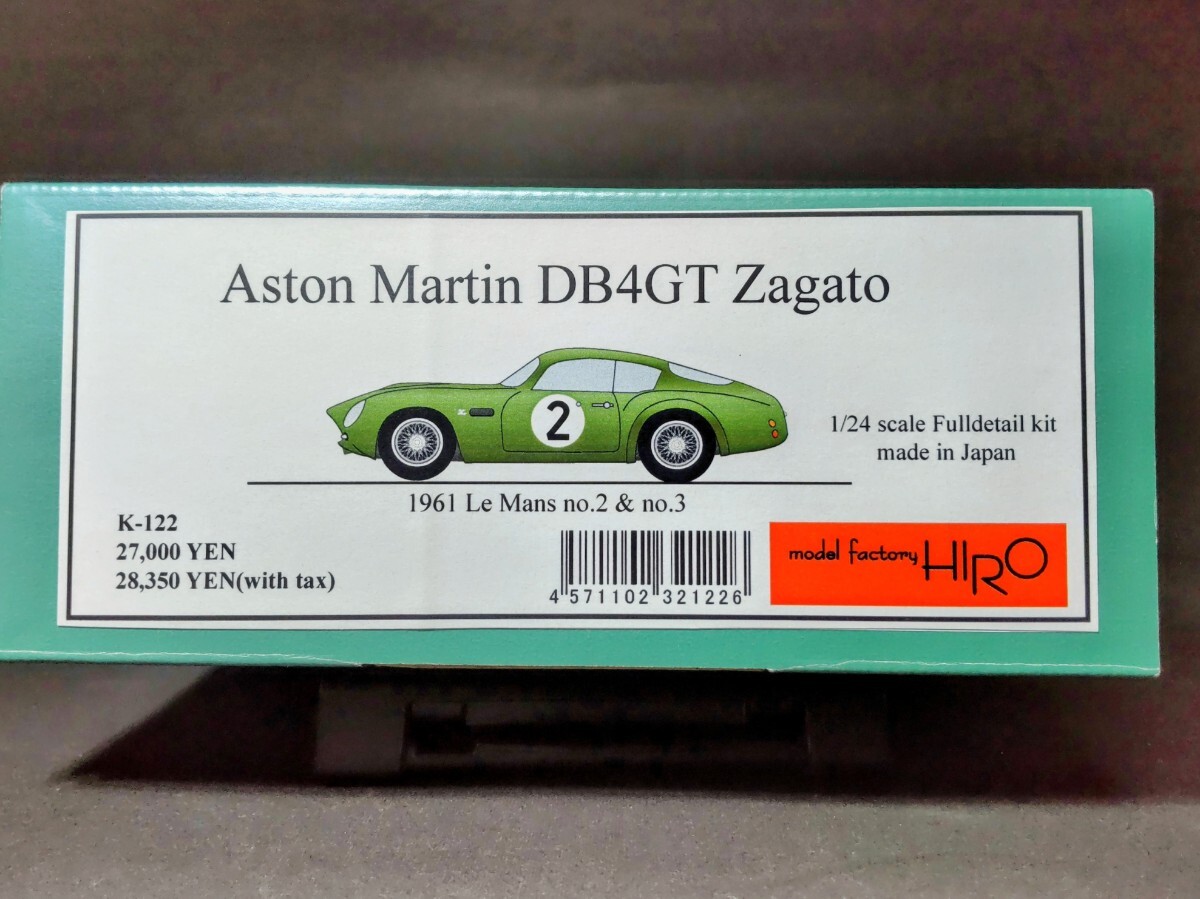 Aston Martin DB4GT Zagato
2
1/24 scale Fulldetail kit
made in Japan
1961 Le Mans no.2 & no.3
K-122
27,000 YEN
28,350 YEN(with tax)
4 571102 321226
model factory HIRO